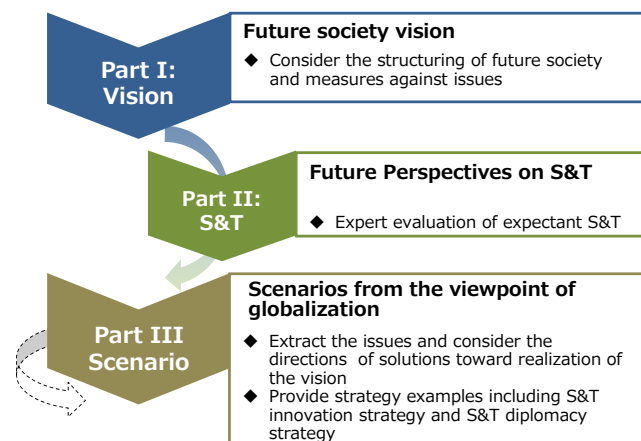 Part I:
Vision
Future society vision
◆ Consider the structuring of future society
and measures against issues
Part II:
S&T
Future Perspectives on S&T
◆ Expert evaluation of expectant S&T
Part III
Scenario
Scenarios from the viewpoint of
globalization
◆ Extract the issues and consider the
directions of solutions toward realization of
the vision
◆ Provide strategy examples including S&T
innovation strategy and S&T diplomacy
strategy